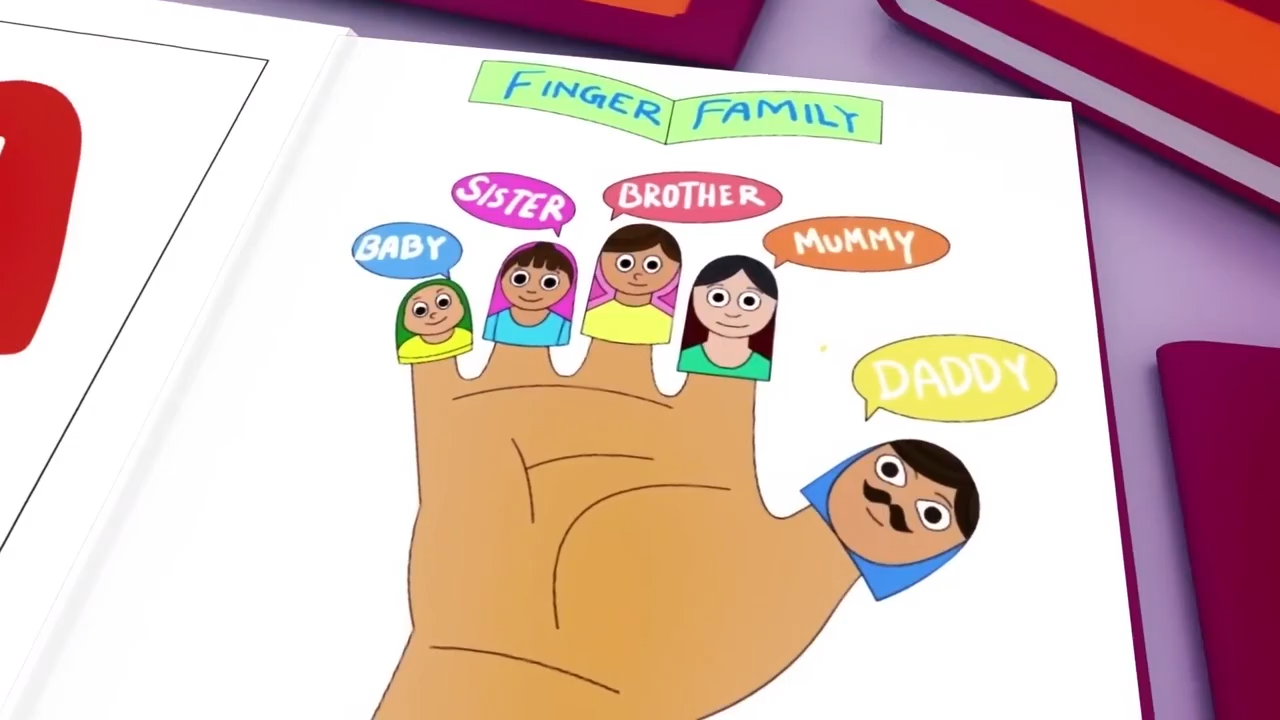 FINGER FAMILY
SISTER
BROTHER
BABY
MUMMY
DADDY